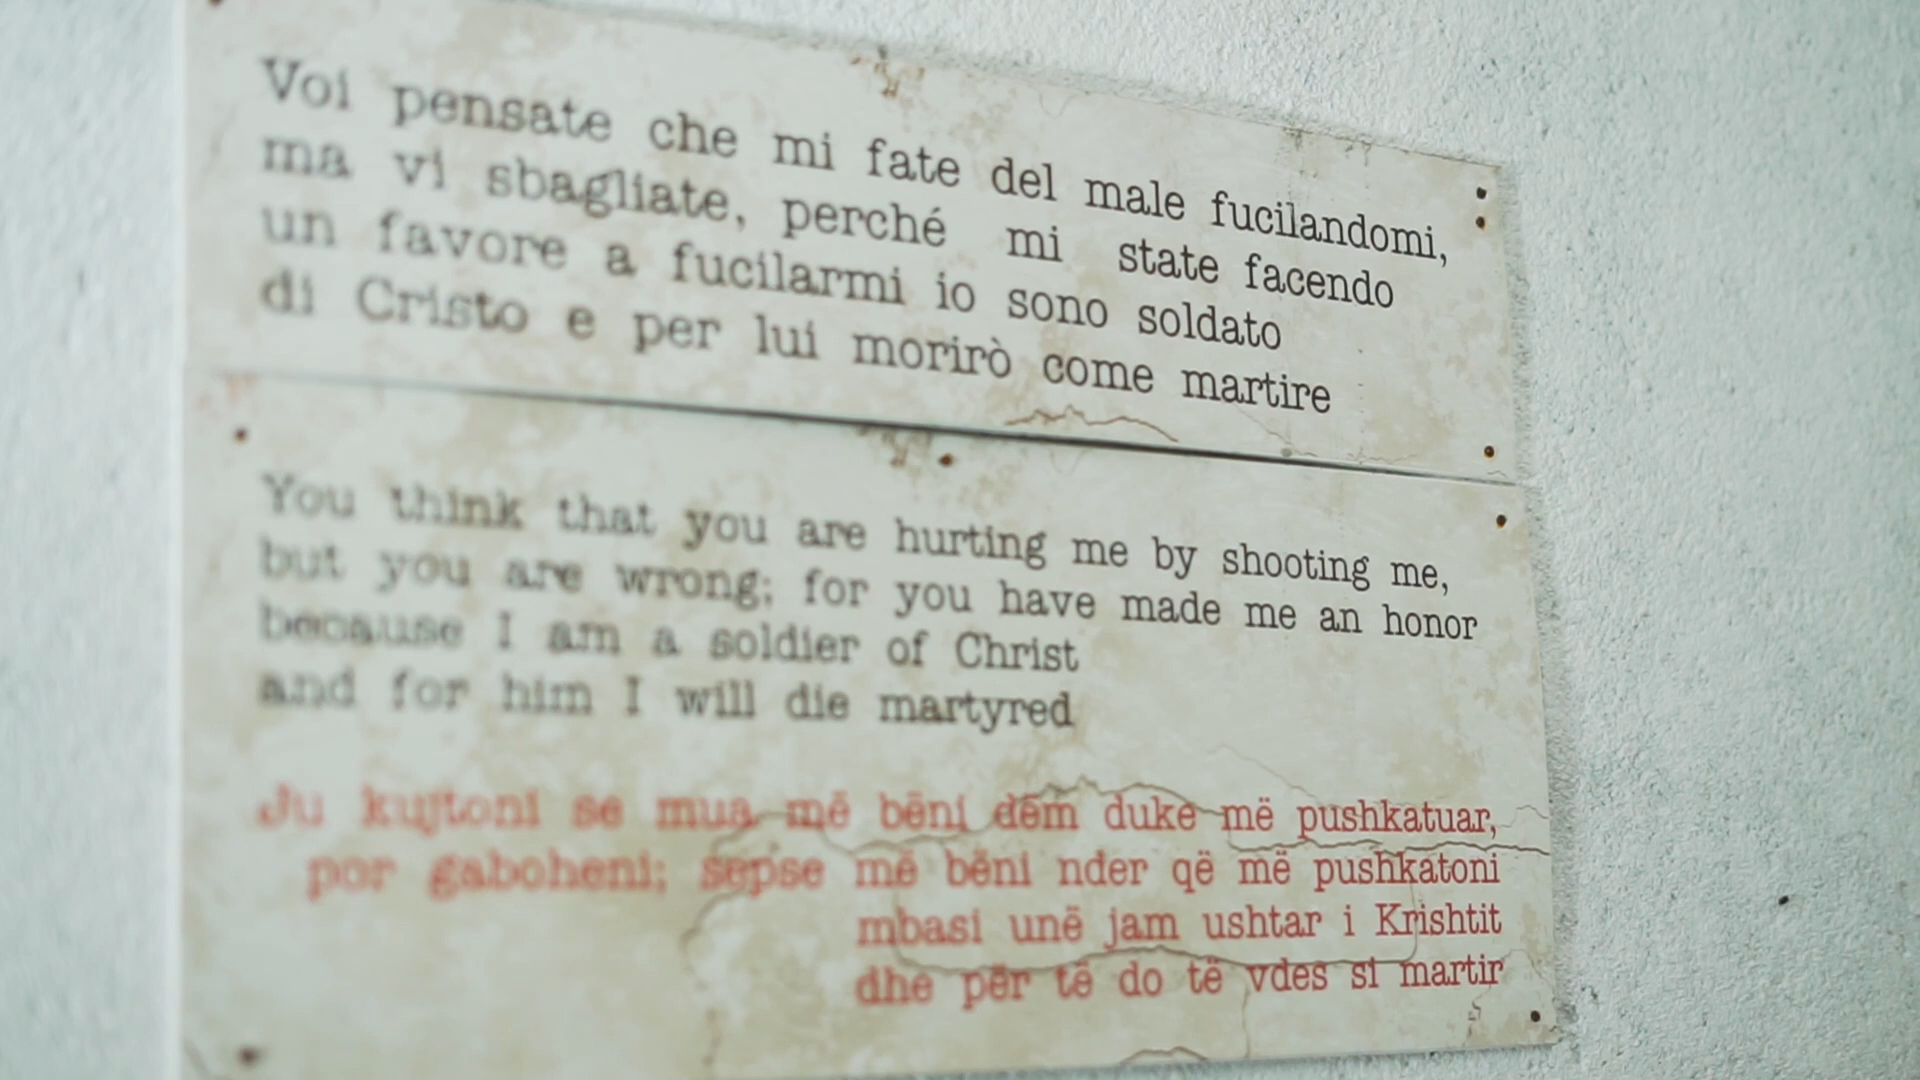 Voi pensate che mi fate del male fucilandomi,
ma vi sbagliate, perché mi state facendo
un favore a fucilarmi io sono soldato
di Cristo e per lui morirò come martire
You think that you are hurting me by shooting me,
but you are wrong; for you have made me an honor
because I am a soldier of Christ
and for him I will die martyred
Ju kujtoni se mua më bëni dëm duke më pushkatuar,
por gaboheni; sepse më bëni nder që më pushkatoni
mbasi unë jam ushtar i Krishtit
dhe për të do të vdes si martir